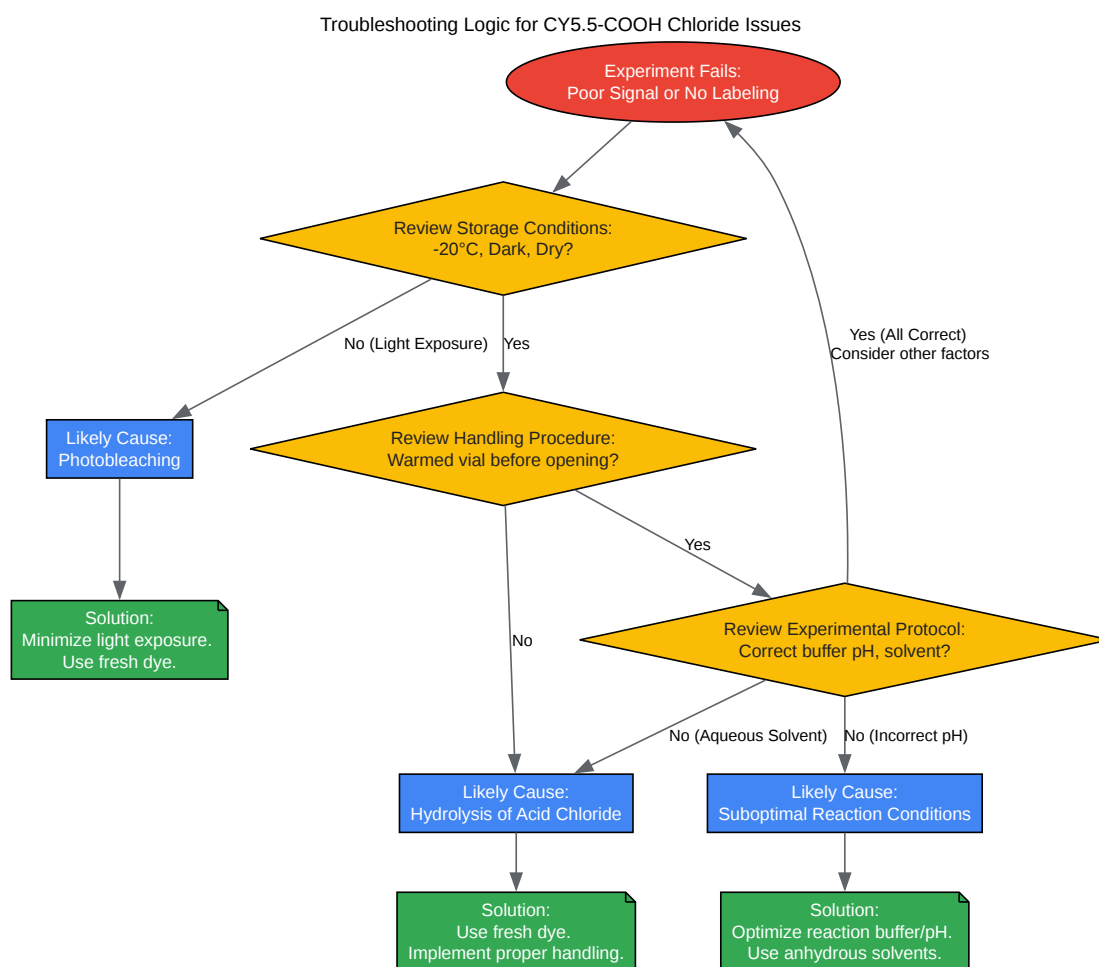 Troubleshooting Logic for CY5.5-COOH Chloride Issues
Experiment Fails:
Poor Signal or No Labeling
Review Storage Conditions:
-20°C, Dark, Dry?
No (Light Exposure)
Yes
Yes (All Correct)
Consider other factors
Likely Cause:
Photobleaching
Review Handling Procedure:
Warmed vial before opening?
Yes
Solution:
Minimize light exposure.
Use fresh dye.
No
Review Experimental Protocol:
Correct buffer pH, solvent?
No (Aqueous Solvent)
No (Incorrect pH)
Likely Cause:
Hydrolysis of Acid Chloride
Likely Cause:
Suboptimal Reaction Conditions
Solution:
Use fresh dye.
Implement proper handling.
Solution:
Optimize reaction buffer/pH.
Use anhydrous solvents.